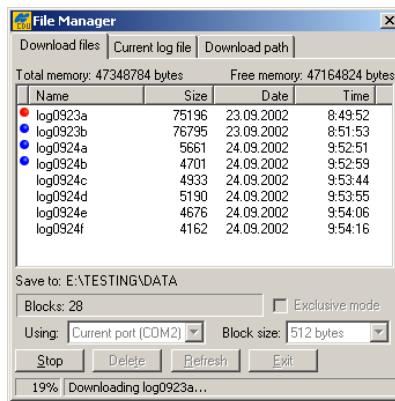 File Manager
Download files Current log file Download path
Total memory: 47348784 bytes Free memory: 47164824 bytes
Name Size Date Time
log0923a 75196 23.09.2002 8:49:52
log0923b 76795 23.09.2002 8:51:53
log0924a 5661 24.09.2002 9:52:51
log0924b 4701 24.09.2002 9:52:59
log0924c 4933 24.09.2002 9:53:44
log0924d 5190 24.09.2002 9:53:55
log0924e 4676 24.09.2002 9:54:06
log0924f 4162 24.09.2002 9:54:16
Save to: E:\TESTING\DATA
Blocks: 28 Exclusive mode
Using: Current port (COM2) Block size: 512 bytes
Stop Delete Refresh Exit
19% Downloading log0923a...